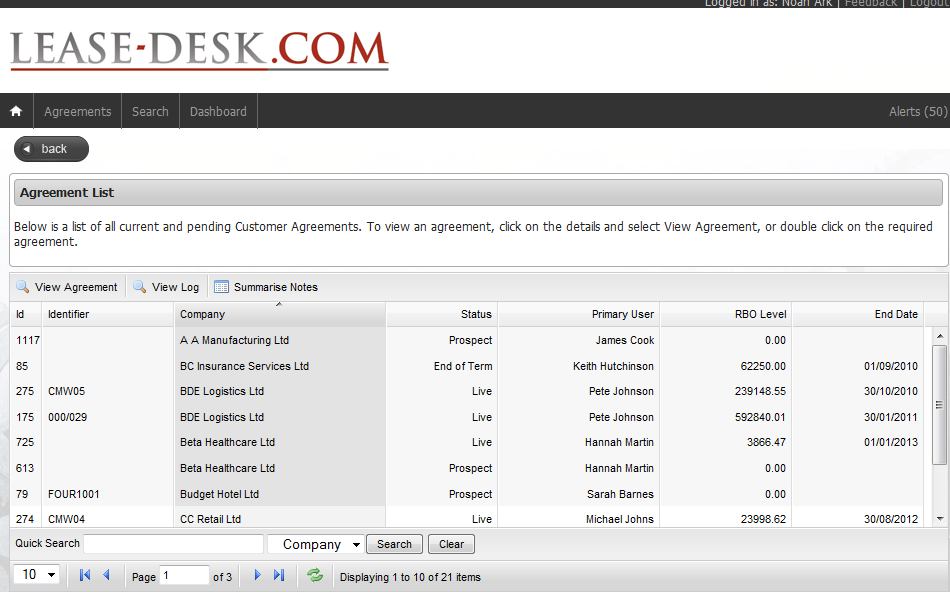 Logged in as: Noah Ark | Feedback | Logout
LEASE-DESK.COM
Agreements Search Dashboard Alerts (50)
back
Agreement List
Below is a list of all current and pending Customer Agreements. To view an agreement, click on the details and select View Agreement, or double click on the required
agreement.
View Agreement View Log Summarise Notes
Id Identifier Company Status Primary User RBO Level End Date
1117 A A Manufacturing Ltd Prospect James Cook 0.00
85 BC Insurance Services Ltd End of Term Keith Hutchinson 62250.00 01/09/2010
275 CMW05 BDE Logistics Ltd Live Pete Johnson 239148.55 30/10/2010
175 000/029 BDE Logistics Ltd Live Pete Johnson 592840.01 30/01/2011
725 Beta Healthcare Ltd Live Hannah Martin 3866.47 01/01/2013
613 Beta Healthcare Ltd Prospect Hannah Martin 0.00
79 FOUR1001 Budget Hotel Ltd Prospect Sarah Barnes 0.00
274 CMW04 CC Retail Ltd Live Michael Johns 23998.62 30/08/2012
Quick Search Company Search Clear
10 Page 1 of 3 Displaying 1 to 10 of 21 items